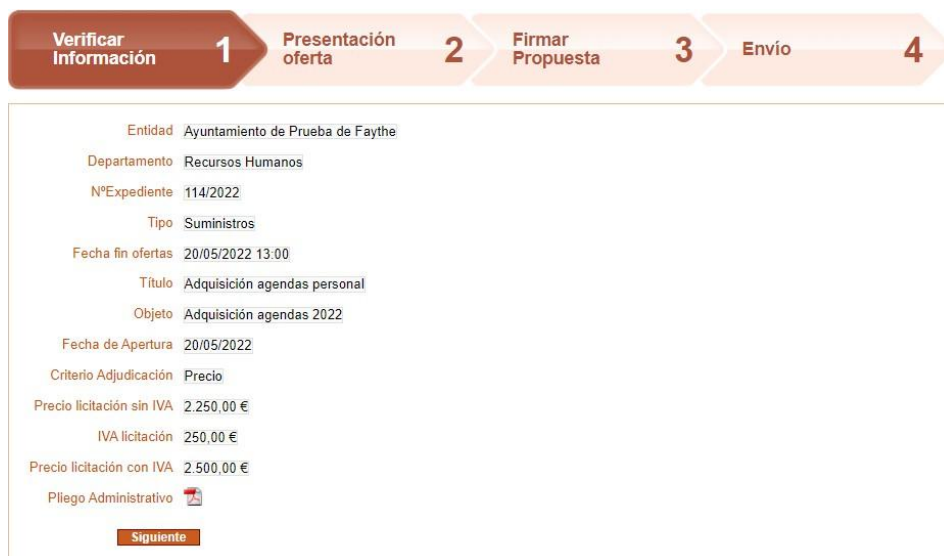 Verificar
Información
1
Presentación
oferta
2
Firmar
Propuesta
3
Envío
4
Entidad Ayuntamiento de Prueba de Faythe
Departamento Recursos Humanos
NºExpediente 114/2022
Tipo Suministros
Fecha fin ofertas 20/05/2022 13:00
Título Adquisición agendas personal
Objeto Adquisición agendas 2022
Fecha de Apertura 20/05/2022
Criterio Adjudicación Precio
Precio licitación sin IVA 2.250,00 €
IVA licitación 250,00 €
Precio licitación con IVA 2.500,00 €
Pliego Administrativo
Siguiente